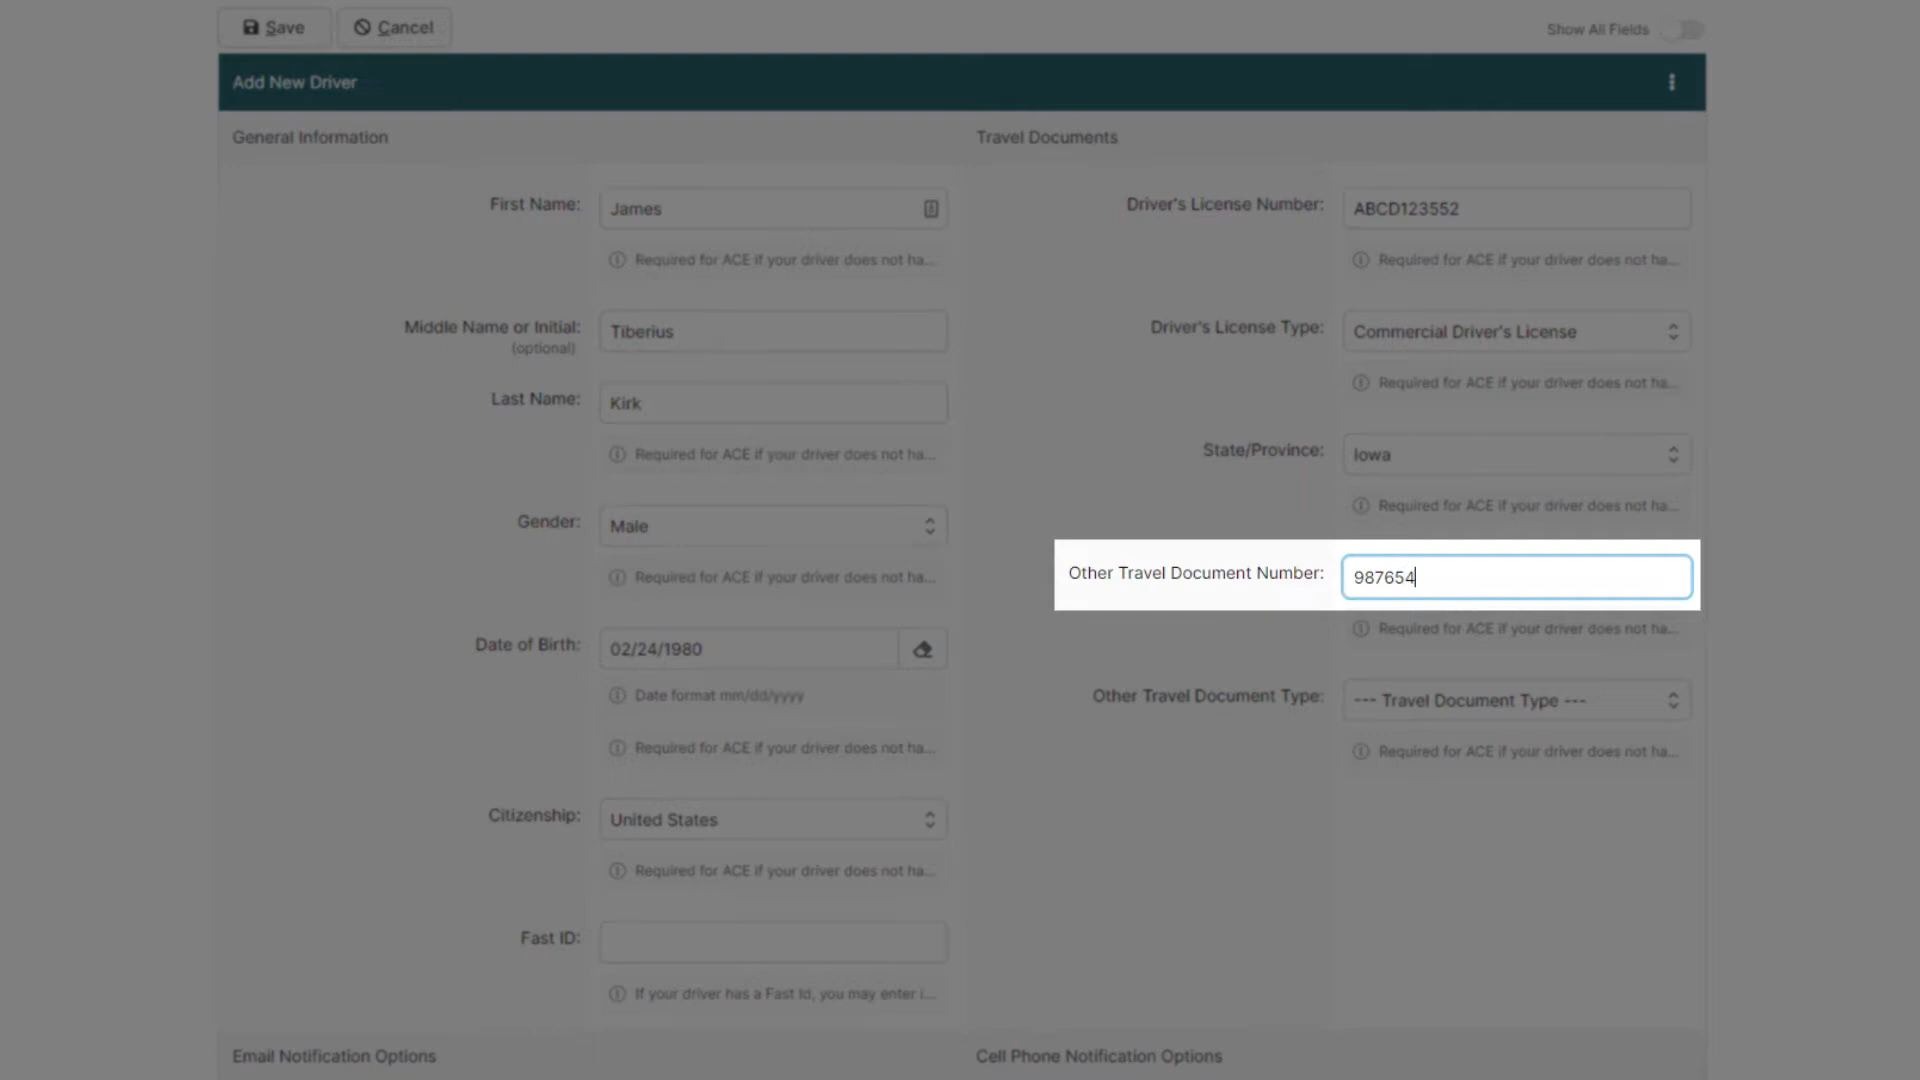 Save
Cancel
Show All Fields
Add New Driver
General Information
First Name:
James
Required for ACE if your driver does not ha...
Middle Name or Initial:
(optional)
Tiberius
Last Name:
Kirk
Required for ACE if your driver does not ha...
Gender:
Male
Required for ACE if your driver does not ha...
Date of Birth:
02/24/1980
Date format mm/dd/yyyy
Required for ACE if your driver does not ha...
Citizenship:
United States
Required for ACE if your driver does not ha...
Fast ID:
If your driver has a Fast Id, you may enter i...
Travel Documents
Driver's License Number:
ABCD123552
Required for ACE if your driver does not ha...
Driver's License Type:
Commercial Driver's License
Required for ACE if your driver does not ha...
State/Province:
Iowa
Required for ACE if your driver does not ha...
Other Travel Document Number:
987654
Required for ACE if your driver does not ha...
Other Travel Document Type:
--- Travel Document Type ---
Required for ACE if your driver does not ha...
Email Notification Options
Cell Phone Notification Options